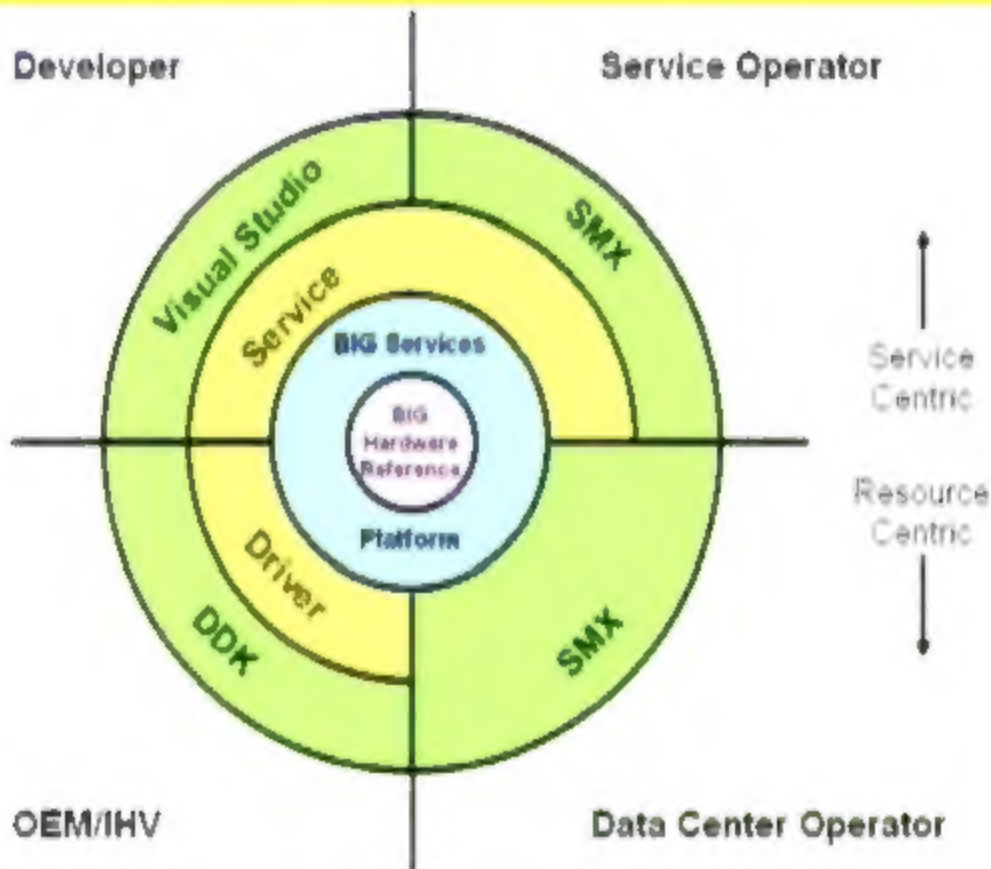 Developer
Service Operator
Visual Studio
SMX
Service
BIG Services
BIG
Hardware
Reference
Platform
Service
Centric
Resource
Centric
Driver
DDK
SMX
OEM/IHV
Data Center Operator